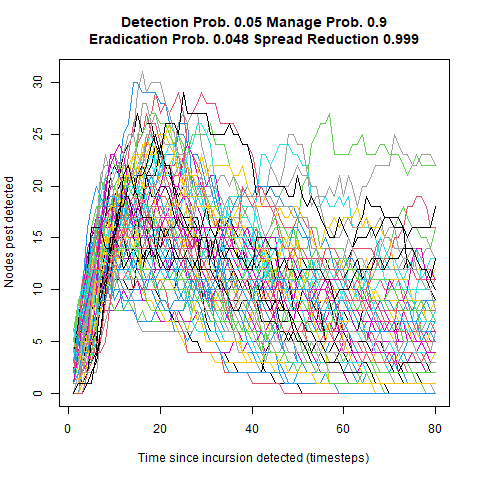 Detection Prob. 0.05 Manage Prob. 0.9
Eradication Prob. 0.048 Spread Reduction 0.999
Nodes pest detected
30
25
20
15
10
5
0
0 20 40 60 80
Time since incursion detected (timesteps)